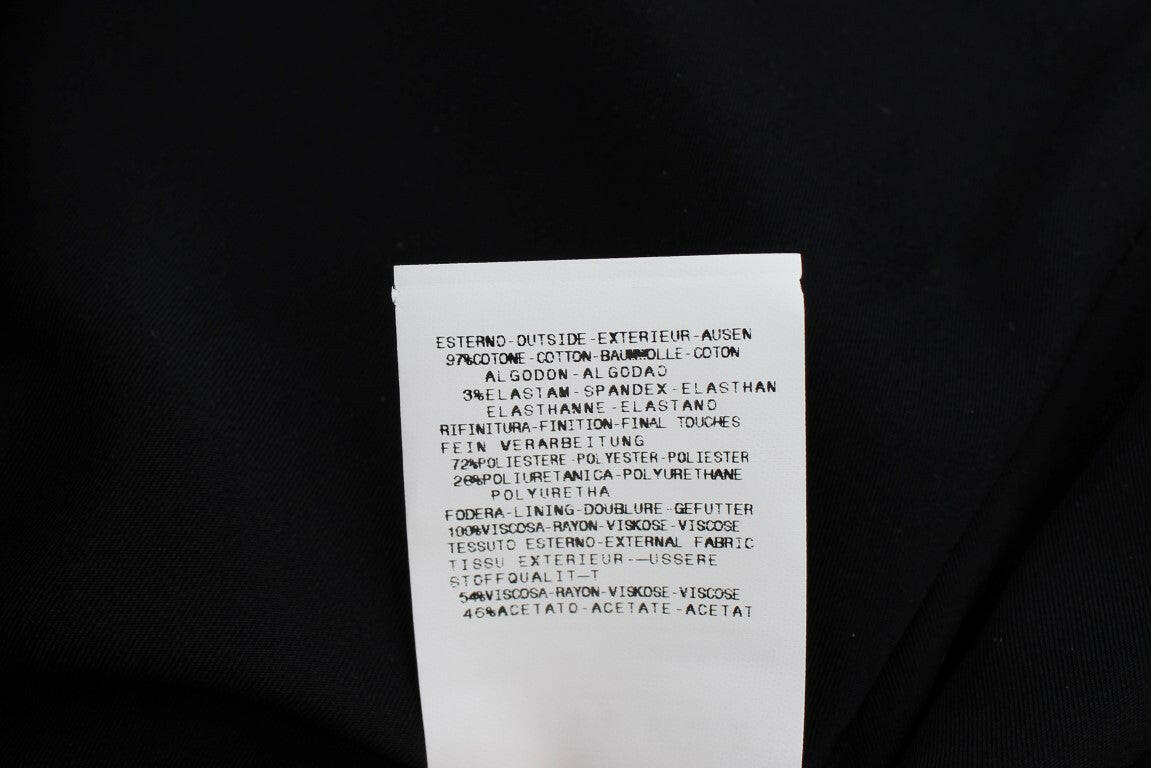 ESTERNO-OUTSIDE-EXTERIEUR-AUSEN
97%COTONE-COTTON-BAUMWOLLE-COTON
ALGODON-ALGODAO
3%ELASTAM-SPANDEX-ELASTHAN
ELASTHANNE-ELASTANO
RIFINITURA-FINITION-FINAL TOUCHES
FEIN VERARBEITUNG
72%POLIESTERE-POLYESTER-POLIESTER
28%POLIURETANICA-POLYURETHANE
POLYURETHA
FODERA-LINING-DOUBLURE-GEFUTTER
100%VISCOSA-RAYON-VISKOSE-VISCOSE
TESSUTO ESTERNO-EXTERNAL FABRIC
TISSU EXTERIEUR-—USSERE
STOFFQUALIT—T
54%VISCOSA-RAYON-VISKOSE-VISCOSE
46%ACETATO-ACETATE-ACETAT